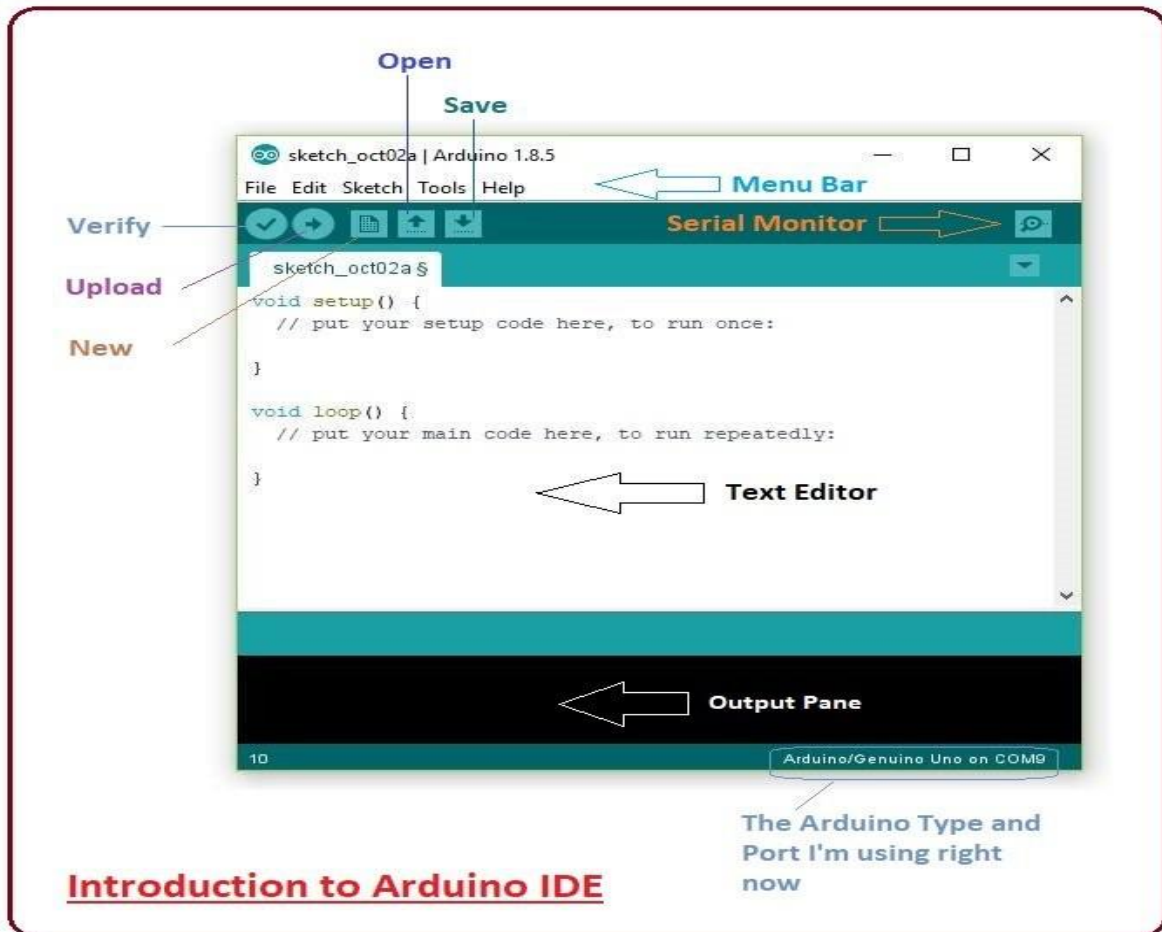 Open
Save
sketch_oct02a | Arduino 1.8.5
File Edit Sketch Tools Help
Menu Bar
Verify
Serial Monitor
sketch_oct02a §
Upload
void setup() {
// put your setup code here, to run once:
New
}
void loop() {
// put your main code here, to run repeatedly:
}
Text Editor
Output Pane
10
Arduino/Genuino Uno on COM9
The Arduino Type and
Port I'm using right
now
Introduction to Arduino IDE